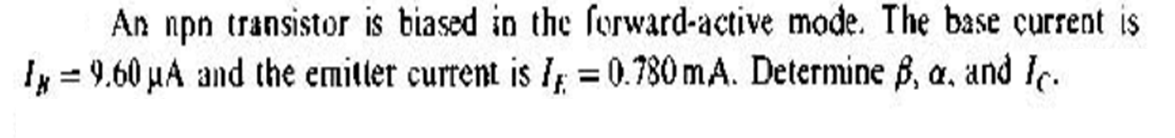 An npn transistor is biased in the forward-active mode. The base current is
I_B = 9.60 μA and the emitter current is I_E = 0.780 mA. Determine β, α, and I_C.